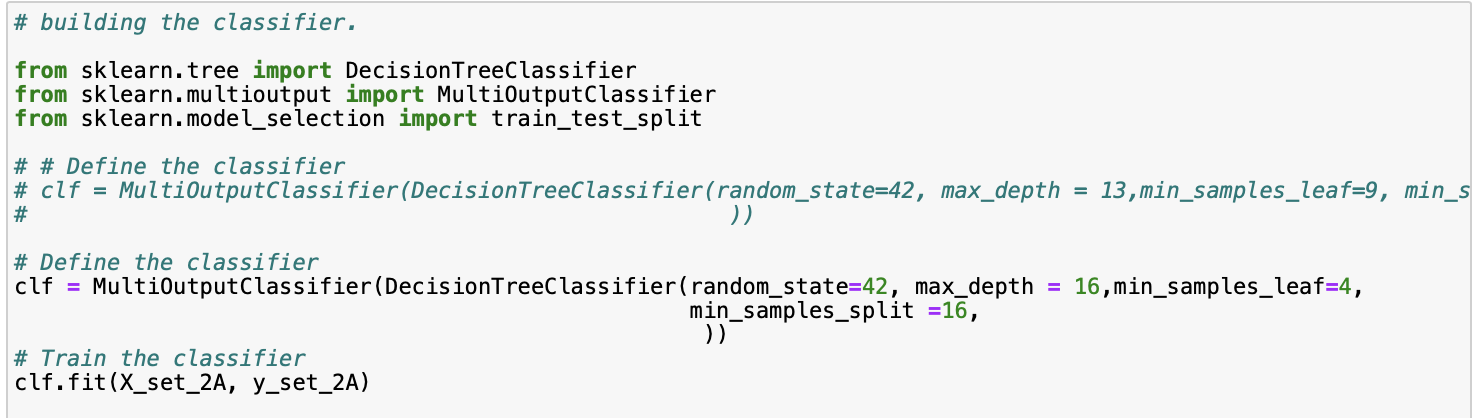 # building the classifier.
from sklearn.tree import DecisionTreeClassifier
from sklearn.multioutput import MultiOutputClassifier
from sklearn.model_selection import train_test_split
# # Define the classifier
# clf = MultiOutputClassifier(DecisionTreeClassifier(random_state=42, max_depth = 13,min_samples_leaf=9, min_s
# ))
# Define the classifier
clf = MultiOutputClassifier(DecisionTreeClassifier(random_state=42, max_depth = 16,min_samples_leaf=4,
min_samples_split =16,
))
# Train the classifier
clf.fit(X_set_2A, y_set_2A)